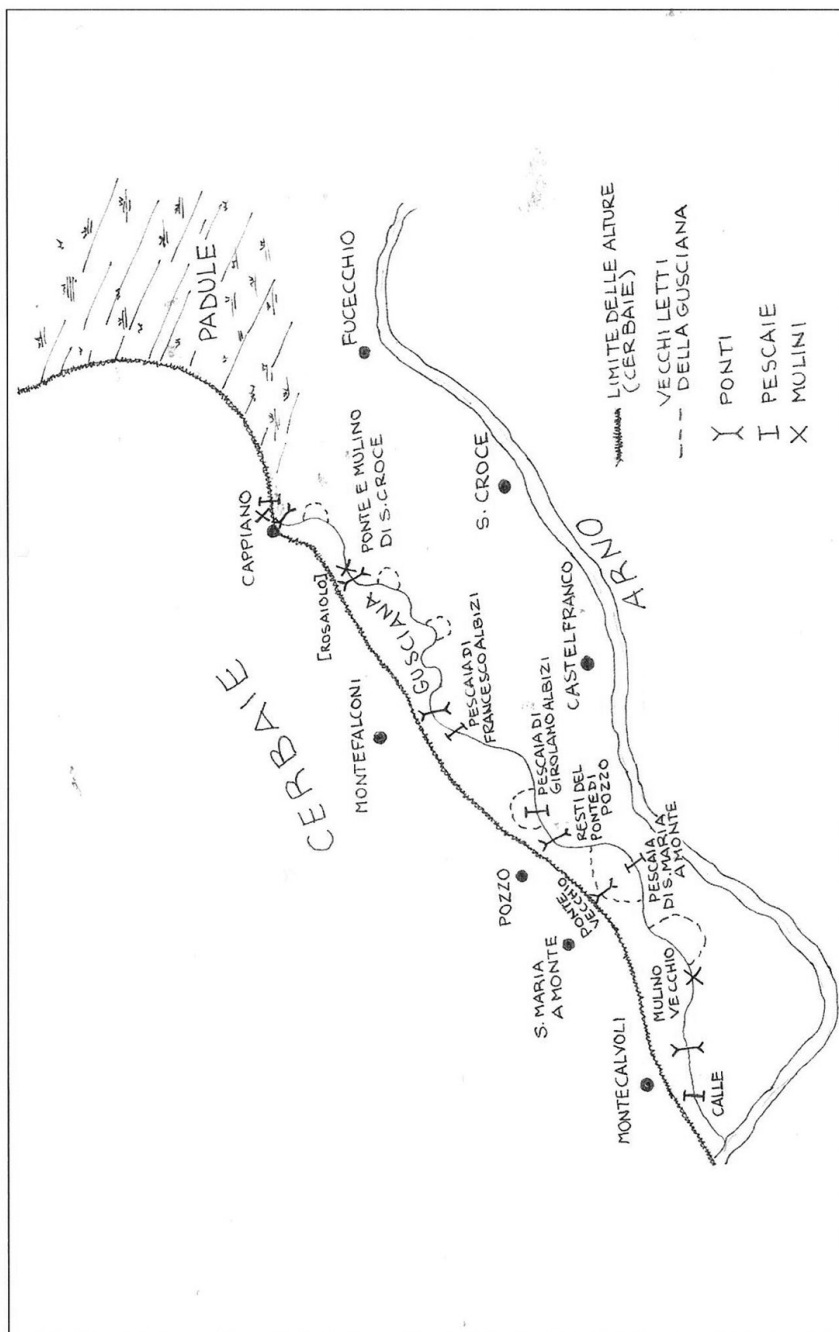 PADULE
FUCECCHIO
CAPPIANO
PONTE E MULINO
DI S. CROCE
[ROSAIOLO]
S. CROCE
CERBAIE
GUSCIANA
MONTEFALCONI
PESCAIA DI
FRANCESCO ALBIZI
ARNO
CASTELFRANCO
PESCAIA DI
GIROLAMO ALBIZI
POZZO
RESTI DEL
PONTE DI
POZZO
S. MARIA
A MONTE
PONTE
VECCHIO
PESCAIA
DI S. MARIA
A MONTE
MULINO
VECCHIO
MONTECALVOLI
CALLE
LIMITE DELLE ALTURE
(CERBAIE)
VECCHI LETTI
DELLA GUSCIANA
PONTI
PESCAIE
MULINI